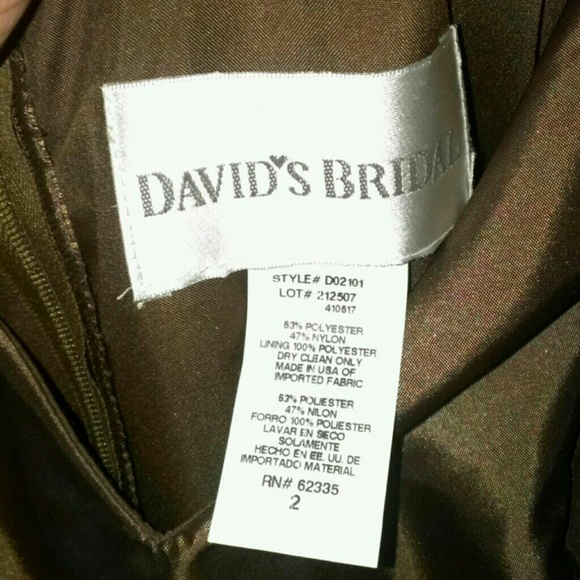 DAVID'S BRIDAL
STYLE# D02101
LOT# 212507
410517
53% POLYESTER
47% NYLON
LINING 100% POLYESTER
DRY CLEAN ONLY
MADE IN USA OF
IMPORTED FABRIC
53% POLIESTER
47% NILON
FORRO 100% POLIESTER
LAVAR EN SECO
SOLAMENTE
HECHO EN EE. UU. DE
IMPORTADO MATERIAL
RN# 62335
2